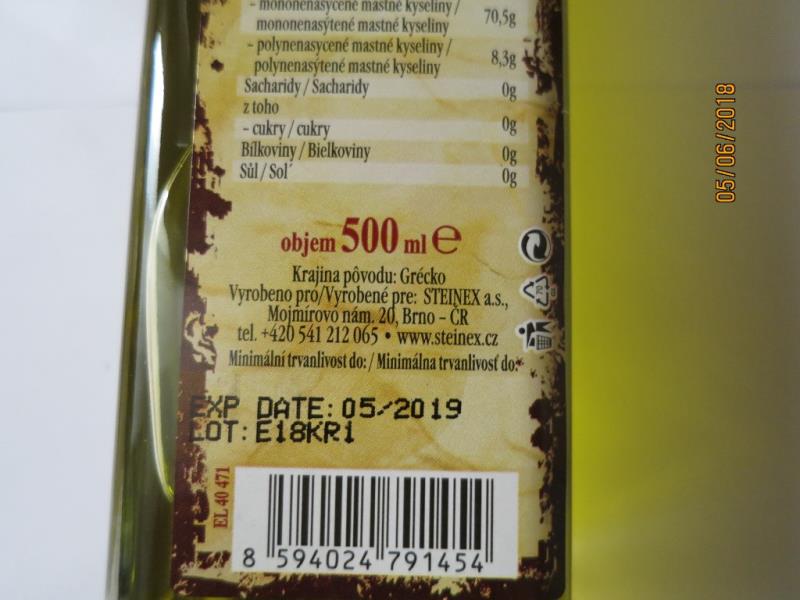 – mononenasycené mastné kyseliny /
mononenasýtené mastné kyseliny 70,5g
– polynenasycené mastné kyseliny /
polynenasýtené mastné kyseliny 8,3g
Sacharidy / Sacharidy 0g
z toho
– cukry / cukry 0g
Bílkoviny / Bielkoviny 0g
Sůl / Soľ 0g
objem 500 ml ℮
Krajina pôvodu: Grécko
Vyrobeno pro/Vyrobené pre: STEINEX a.s.,
Mojmírovo nám. 20, Brno – ČR
tel. +420 541 212 065 • www.steinex.cz
Minimální trvanlivost do: / Minimálna trvanlivosť do:
EXP DATE: 05/2019
LOT: E18KR1
EL 40 471
8 594024 791454
05/06/2018